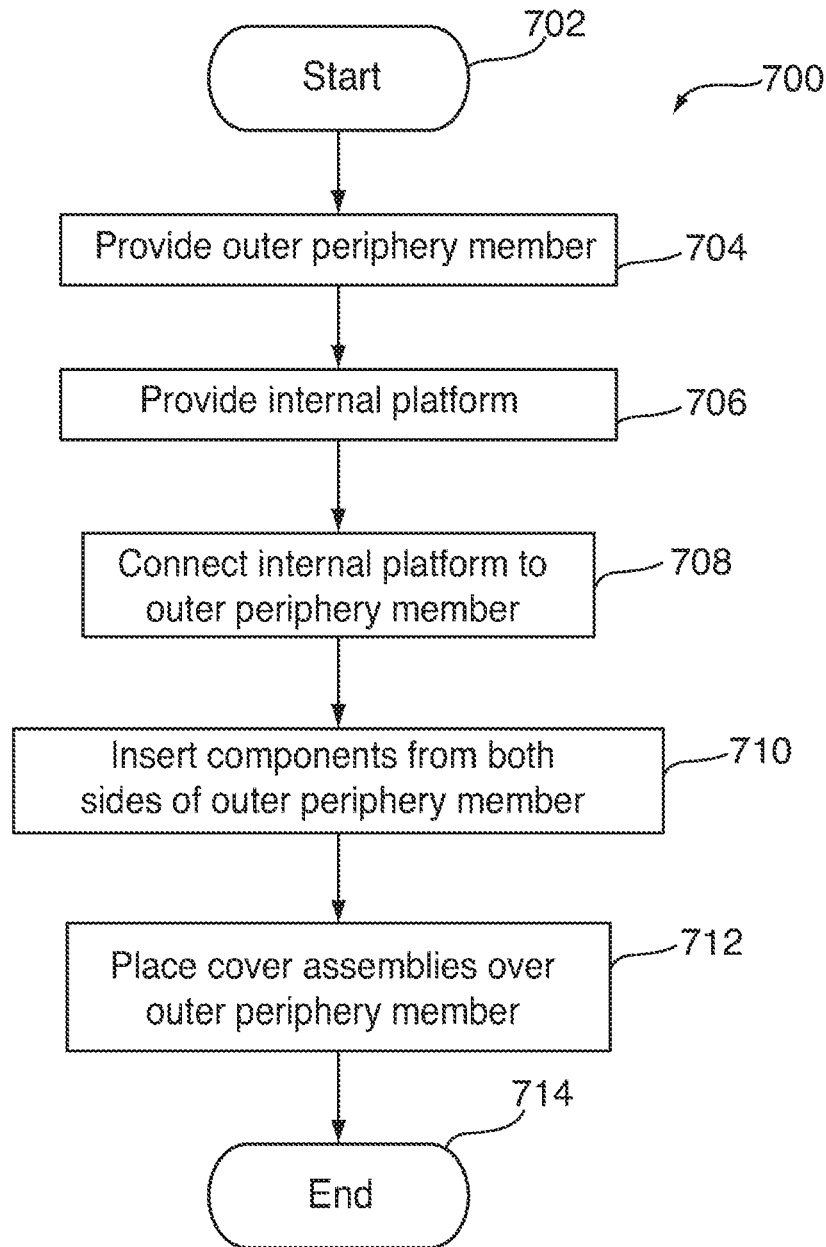 702
Start
700
Provide outer periphery member
704
Provide internal platform
706
Connect internal platform to
outer periphery member
708
Insert components from both
sides of outer periphery member
710
Place cover assemblies over
outer periphery member
712
714
End